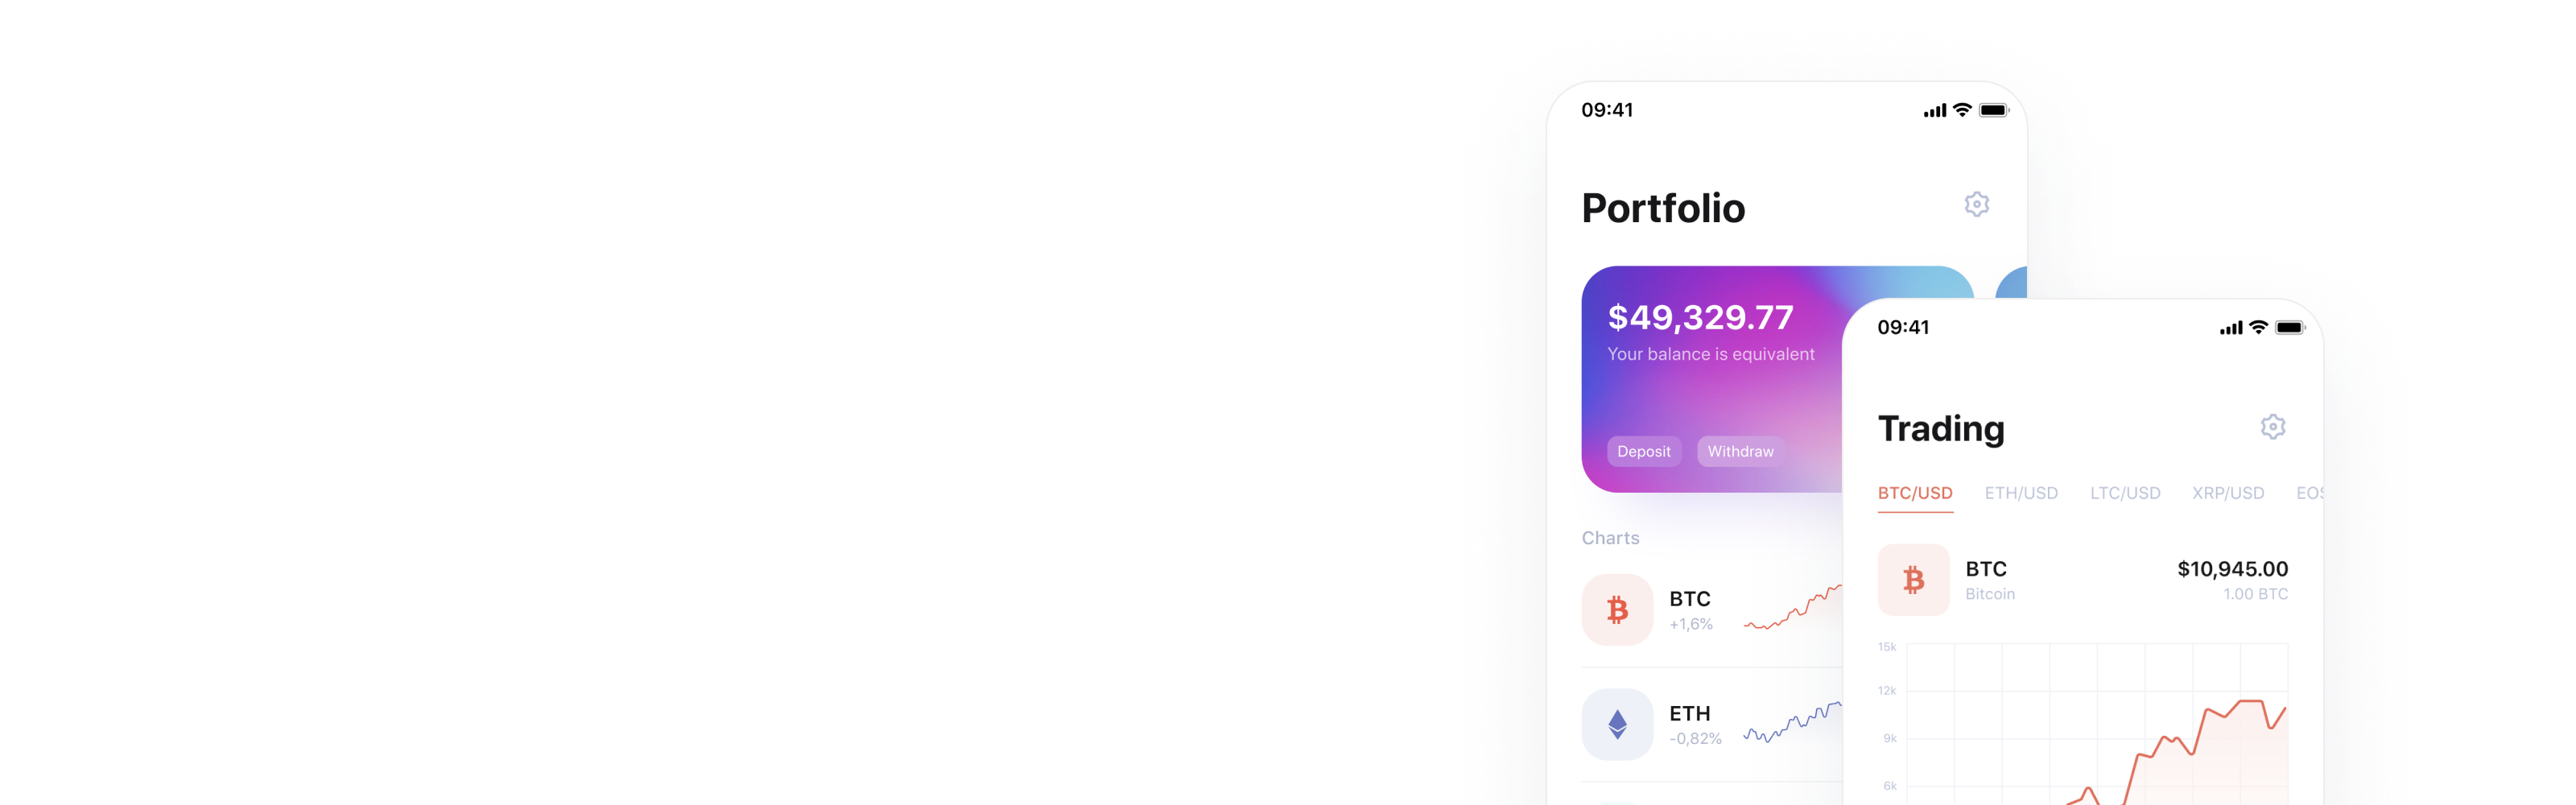 09:41
Portfolio
$49,329.77
Your balance is equivalent
Deposit Withdraw
Charts
BTC
+1,6%
ETH
-0,82%
09:41
Trading
BTC/USD ETH/USD LTC/USD XRP/USD EOS
BTC $10,945.00
Bitcoin 1.00 BTC
15k
12k
9k
6k